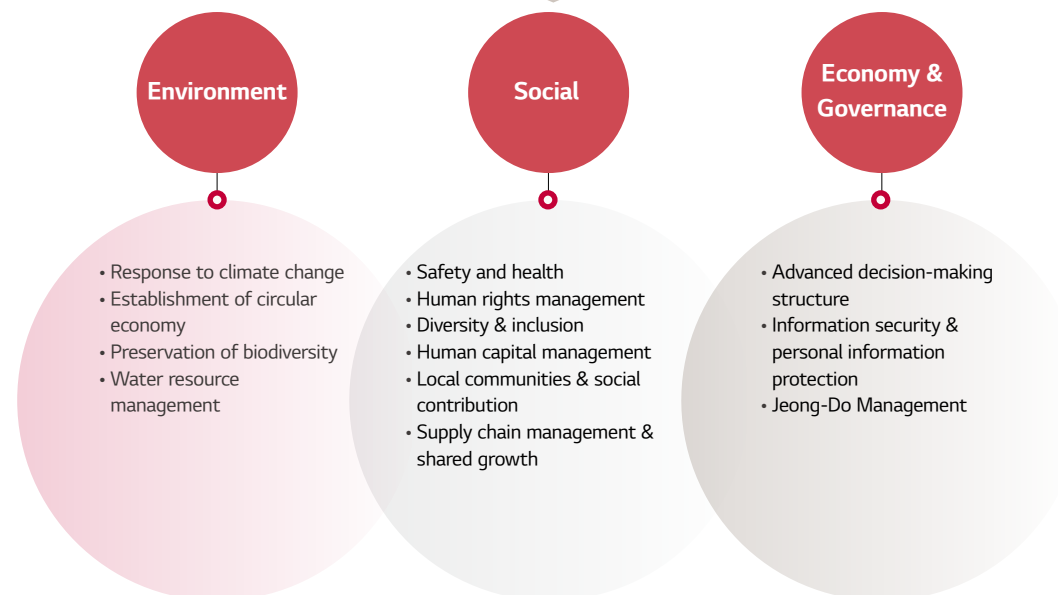 Environment
• Response to climate change
• Establishment of circular
economy
• Preservation of biodiversity
• Water resource
management
Social
• Safety and health
• Human rights management
• Diversity & inclusion
• Human capital management
• Local communities & social
contribution
• Supply chain management &
shared growth
Economy &
Governance
• Advanced decision-making
structure
• Information security &
personal information
protection
• Jeong-Do Management